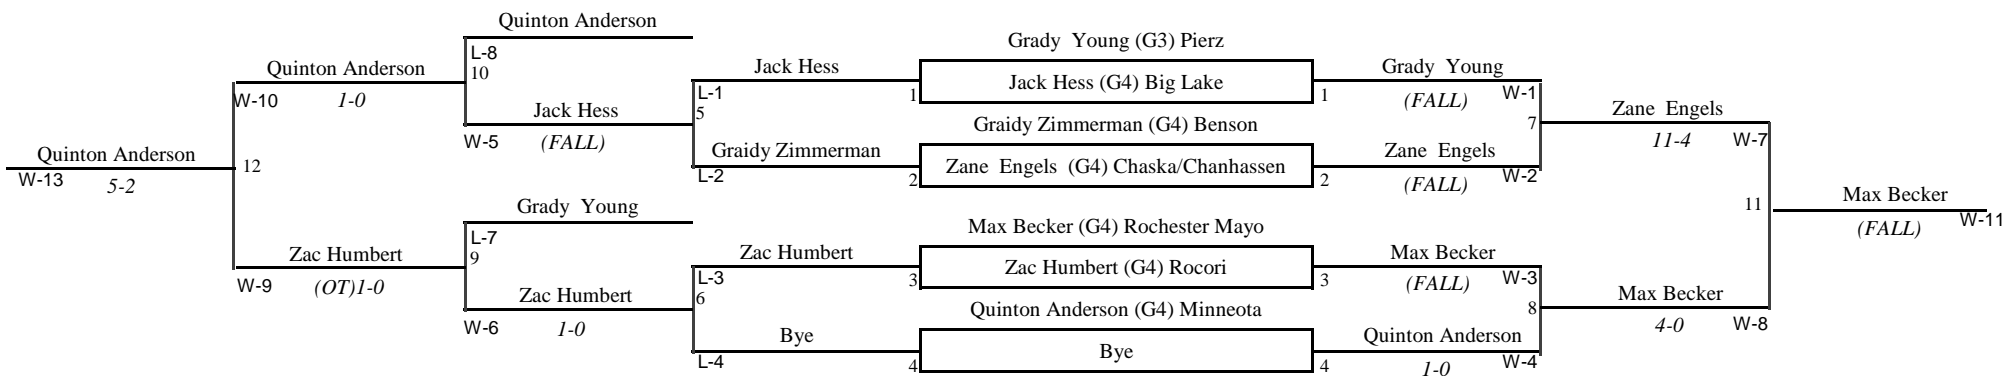 Quinton Anderson
L-8
10
Quinton Anderson
W-10
1-0
Jack Hess
W-5
(FALL)
Quinton Anderson
W-13
5-2
12
Grady Young
L-7
9
Zac Humbert
W-9
(OT)1-0
Zac Humbert
W-6
1-0
Jack Hess
L-1
5
1
Graidy Zimmerman
L-2
2
Zac Humbert
L-3
6
3
Bye
L-4
4
Grady Young (G3) Pierz
Jack Hess (G4) Big Lake
Graidy Zimmerman (G4) Benson
Zane Engels (G4) Chaska/Chanhassen
Max Becker (G4) Rochester Mayo
Zac Humbert (G4) Rocori
Quinton Anderson (G4) Minneota
Bye
Grady Young
1
(FALL)
W-1
7
Zane Engels
2
(FALL)
W-2
Max Becker
3
(FALL)
W-3
8
Quinton Anderson
4
1-0
W-4
Zane Engels
11-4
W-7
11
Max Becker
4-0
W-8
Max Becker
(FALL)
W-11